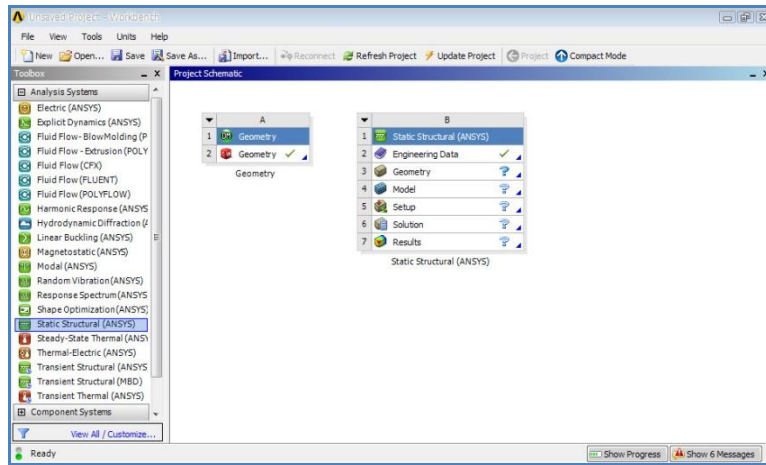 Unsaved Project - Workbench
File View Tools Units Help
New Open... Save Save As... Import... Reconnect Refresh Project Update Project Project Compact Mode
Toolbox
Project Schematic
Analysis Systems
Electric (ANSYS)
Explicit Dynamics (ANSYS)
Fluid Flow-BlowMolding (P
Fluid Flow - Extrusion (POLY
Fluid Flow (CFX)
Fluid Flow (FLUENT)
Fluid Flow (POLYFLOW)
Harmonic Response (ANSYS
Hydrodynamic Diffraction (A
Linear Buckling (ANSYS)
Magnetostatic (ANSYS)
Modal (ANSYS)
Random Vibration (ANSYS)
Response Spectrum (ANSYS
Shape Optimization (ANSYS)
Static Structural (ANSYS)
Steady-State Thermal (ANSY
Thermal-Electric (ANSYS)
Transient Structural (ANSYS
Transient Structural (MBD)
Transient Thermal (ANSYS)
Component Systems
View All / Customize...
A
1 Geometry
2 Geometry
Geometry
B
1 Static Structural (ANSYS)
2 Engineering Data
3 Geometry
4 Model
5 Setup
6 Solution
7 Results
Static Structural (ANSYS)
Ready
Show Progress Show 6 Messages